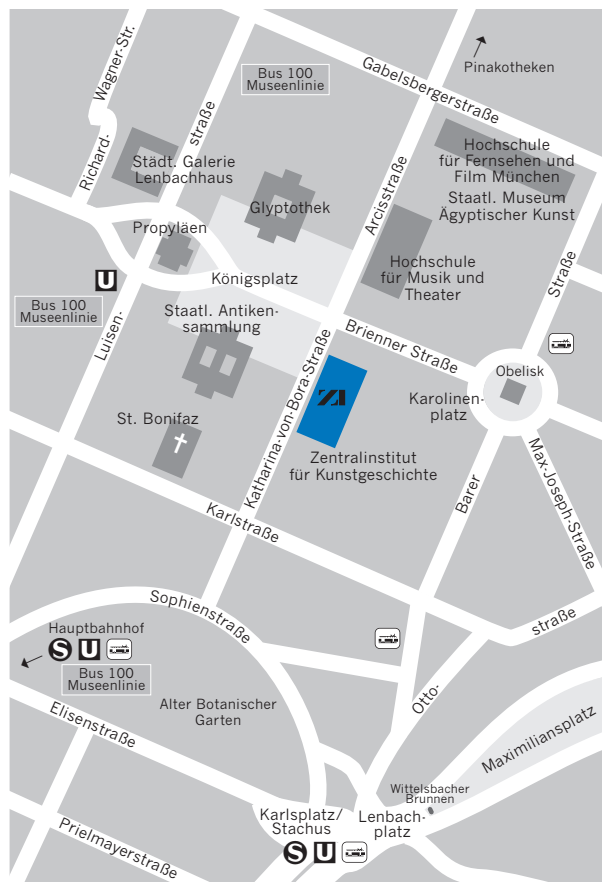 Wagner-Str.
Richard-
Bus 100
Museenlinie
straße
Pinakotheken
Gabelsbergerstraße
Hochschule
für Fernsehen und
Film München
Staatl. Museum
Ägyptischer Kunst
Städt. Galerie
Lenbachhaus
Glyptothek
Arcisstraße
Propyläen
Hochschule
für Musik und
Theater
Straße
U
Königsplatz
Bus 100
Museenlinie
Luisen-
Staatl. Antiken-
sammlung
Brienner Straße
Obelisk
Karolinen-
platz
ZI
Katharina-von-Bora-Straße
St. Bonifaz
Zentralinstitut
für Kunstgeschichte
Barer
Max-Joseph-Straße
Karlstraße
Sophienstraße
straße
Hauptbahnhof
S U
Bus 100
Museenlinie
Alter Botanischer
Garten
Otto-
Elisenstraße
Maximiliansplatz
Wittelsbacher
Brunnen
Karlsplatz/
Stachus
Lenbach-
platz
S U
Prielmayerstraße